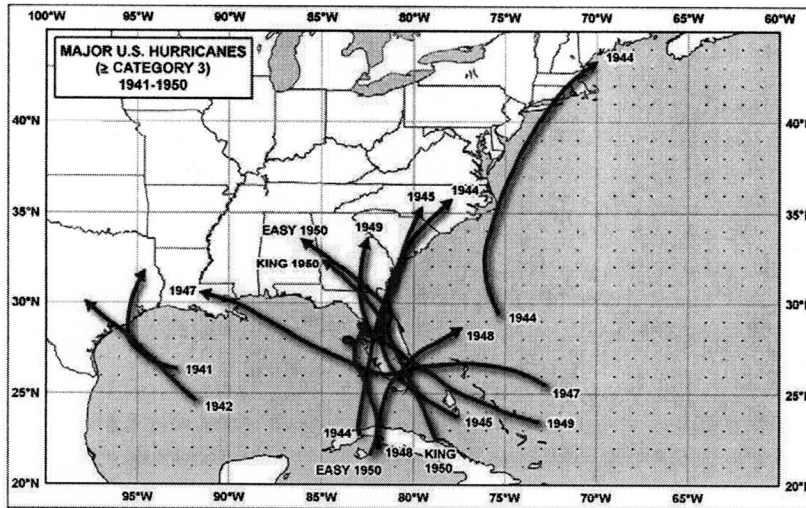 100°W 95°W 90°W 85°W 80°W 75°W 70°W 65°W 60°W
MAJOR U.S. HURRICANES
(≥ CATEGORY 3)
1941-1950
1944
40°N 40°N
1945 1944
35°N 35°N
EASY 1950 1949
KING 1950
1947
30°N 30°N
1944
1948
1941
1947
25°N 25°N
1942
1945 1949
1944
1948 KING
EASY 1950 1950
20°N 20°N
95°W 90°W 85°W 80°W 75°W 70°W 65°W